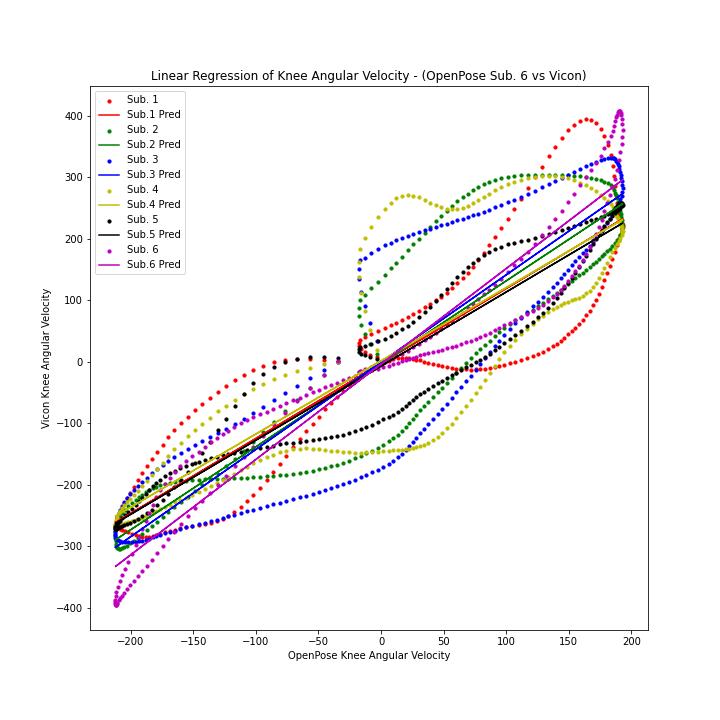 Linear Regression of Knee Angular Velocity - (OpenPose Sub. 6 vs Vicon)
Sub. 1
Sub.1 Pred
Sub. 2
Sub.2 Pred
Sub. 3
Sub.3 Pred
Sub. 4
Sub.4 Pred
Sub. 5
Sub.5 Pred
Sub. 6
Sub.6 Pred
400
300
200
100
0
−100
−200
−300
−400
Vicon Knee Angular Velocity
−200 −150 −100 −50 0 50 100 150 200
OpenPose Knee Angular Velocity